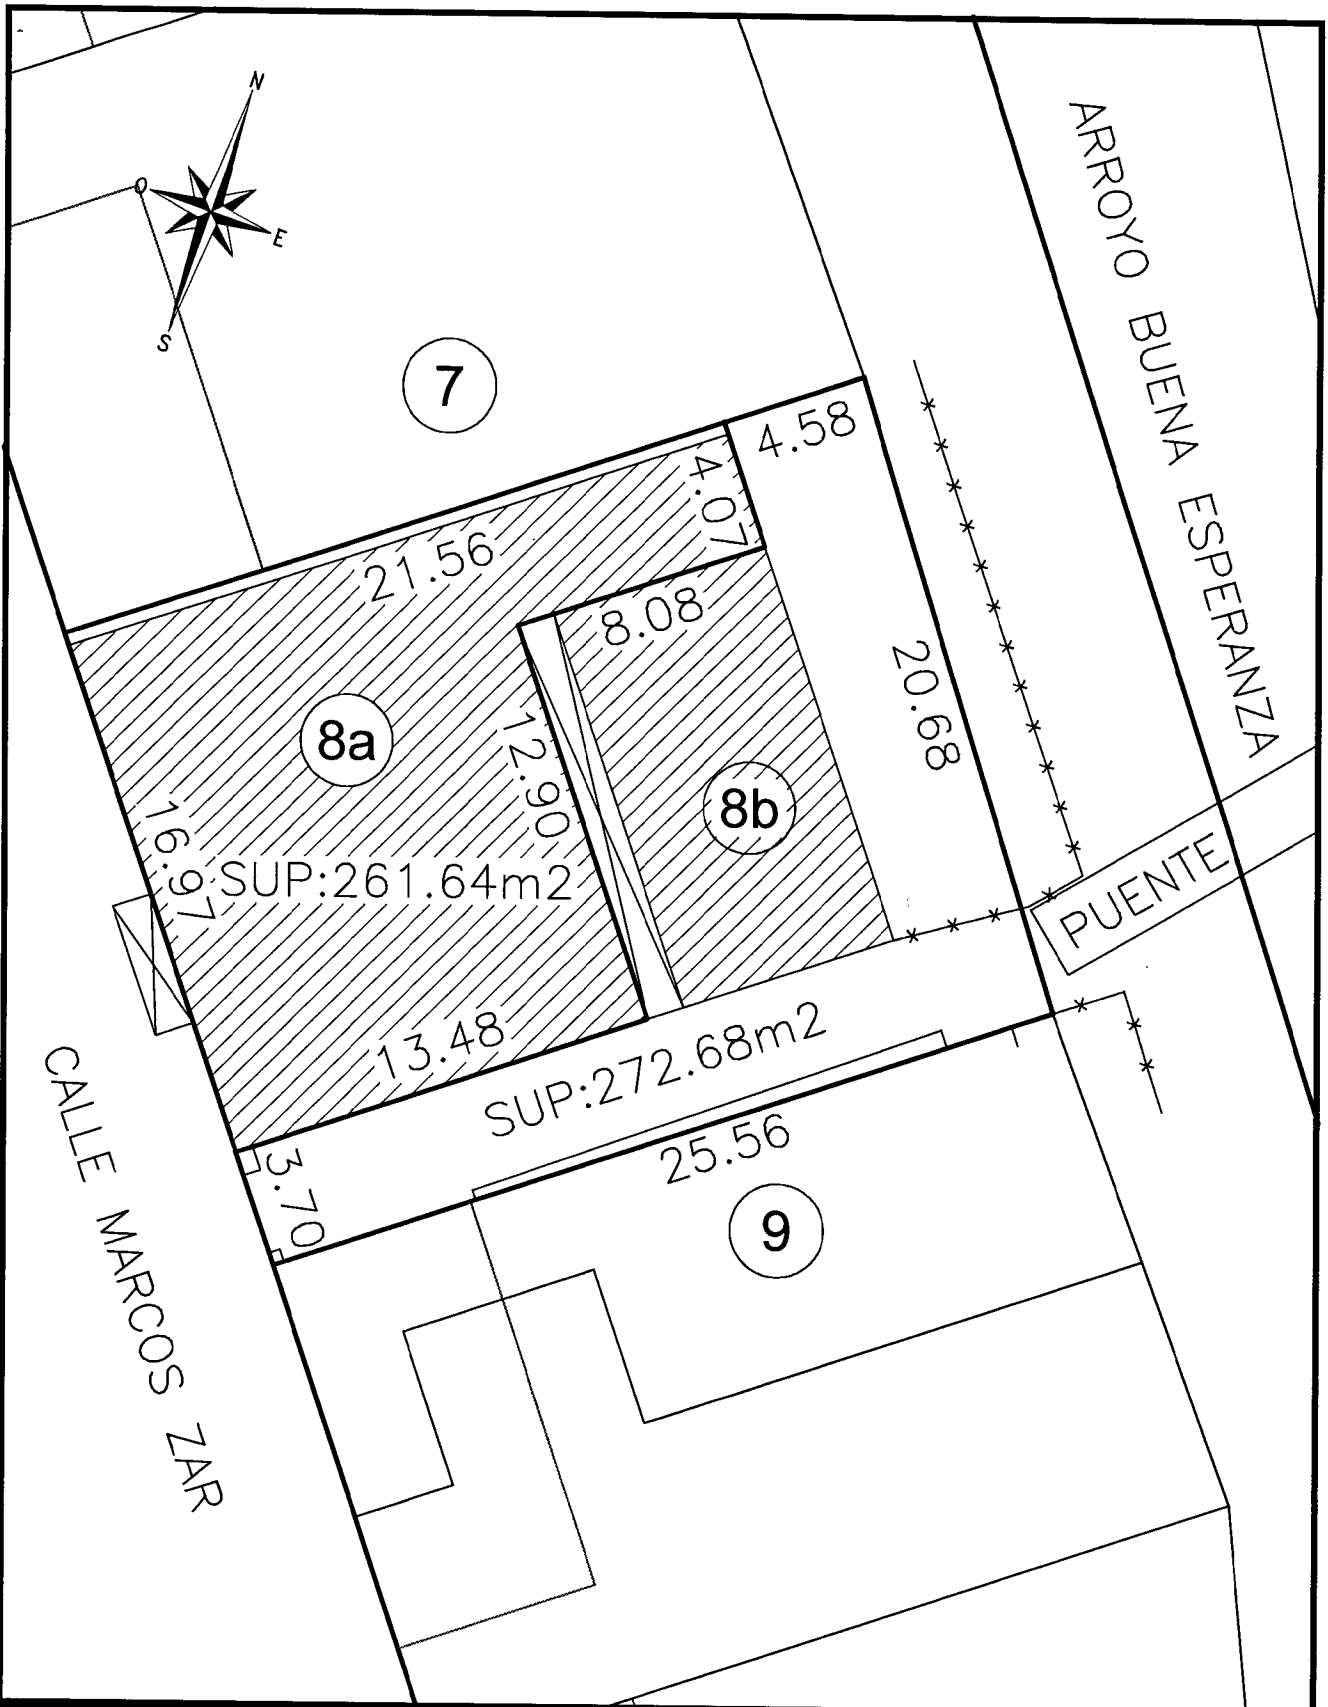 N
O
E
S
ARROYO BUENA ESPERANZA
7
4.58
4.07
21.56
8.08
20.68
8a
12.90
8b
16.97
SUP:261.64m2
PUENTE
13.48
SUP:272.68m2
25.56
3.70
9
CALLE MARCOS ZAR